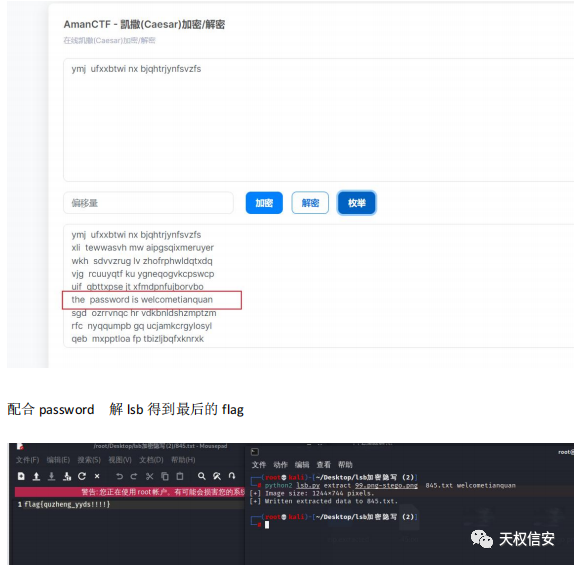 AmanCTF - 凯撒(Caesar)加密/解密
在线凯撒(Caesar)加密/解密
ymj ufxxbtwi nx bjqhtrjynfsvzfs
偏移量 加密 解密 枚举
ymj ufxxbtwi nx bjqhtrjynfsvzfs
xli tewwasvh mw aipgsqixmeruyer
wkh sdvvzrug lv zhofrphwldqtxdq
vjg rcuuyqtf ku ygneqogvkcpswcp
uif qbttxpse jt xfmdpnfujborvbo
the password is welcometianquan
sgd ozrrvnqc hr vdkbnldshzmptzm
rfc nyqqumpb gq ucjamkcrgylosyl
qeb mxpptloa fp tbizljbqfxknrxk
配合 password 解 lsb 得到最后的 flag
/root/Desktop/lsb加密隐写(2)/845.txt - Mousepad
文件(F) 编辑(E) 搜索(S) 视图(V) 文档(D) 帮助(H)
警告:您正在使用 root 帐户。有可能会损害您的系统
1 flag{quzheng_yyds!!!!}
root@
文件 动作 编辑 查看 帮助
(root kali)-[~/Desktop/lsb加密隐写 (2)]
# python2 lsb.py extract 99.png-stego.png 845.txt welcometianquan
[+] Image size: 1244×744 pixels.
[+] Written extracted data to 845.txt.
(root kali)-[~/Desktop/lsb加密隐写 (2)]
#
天权信安